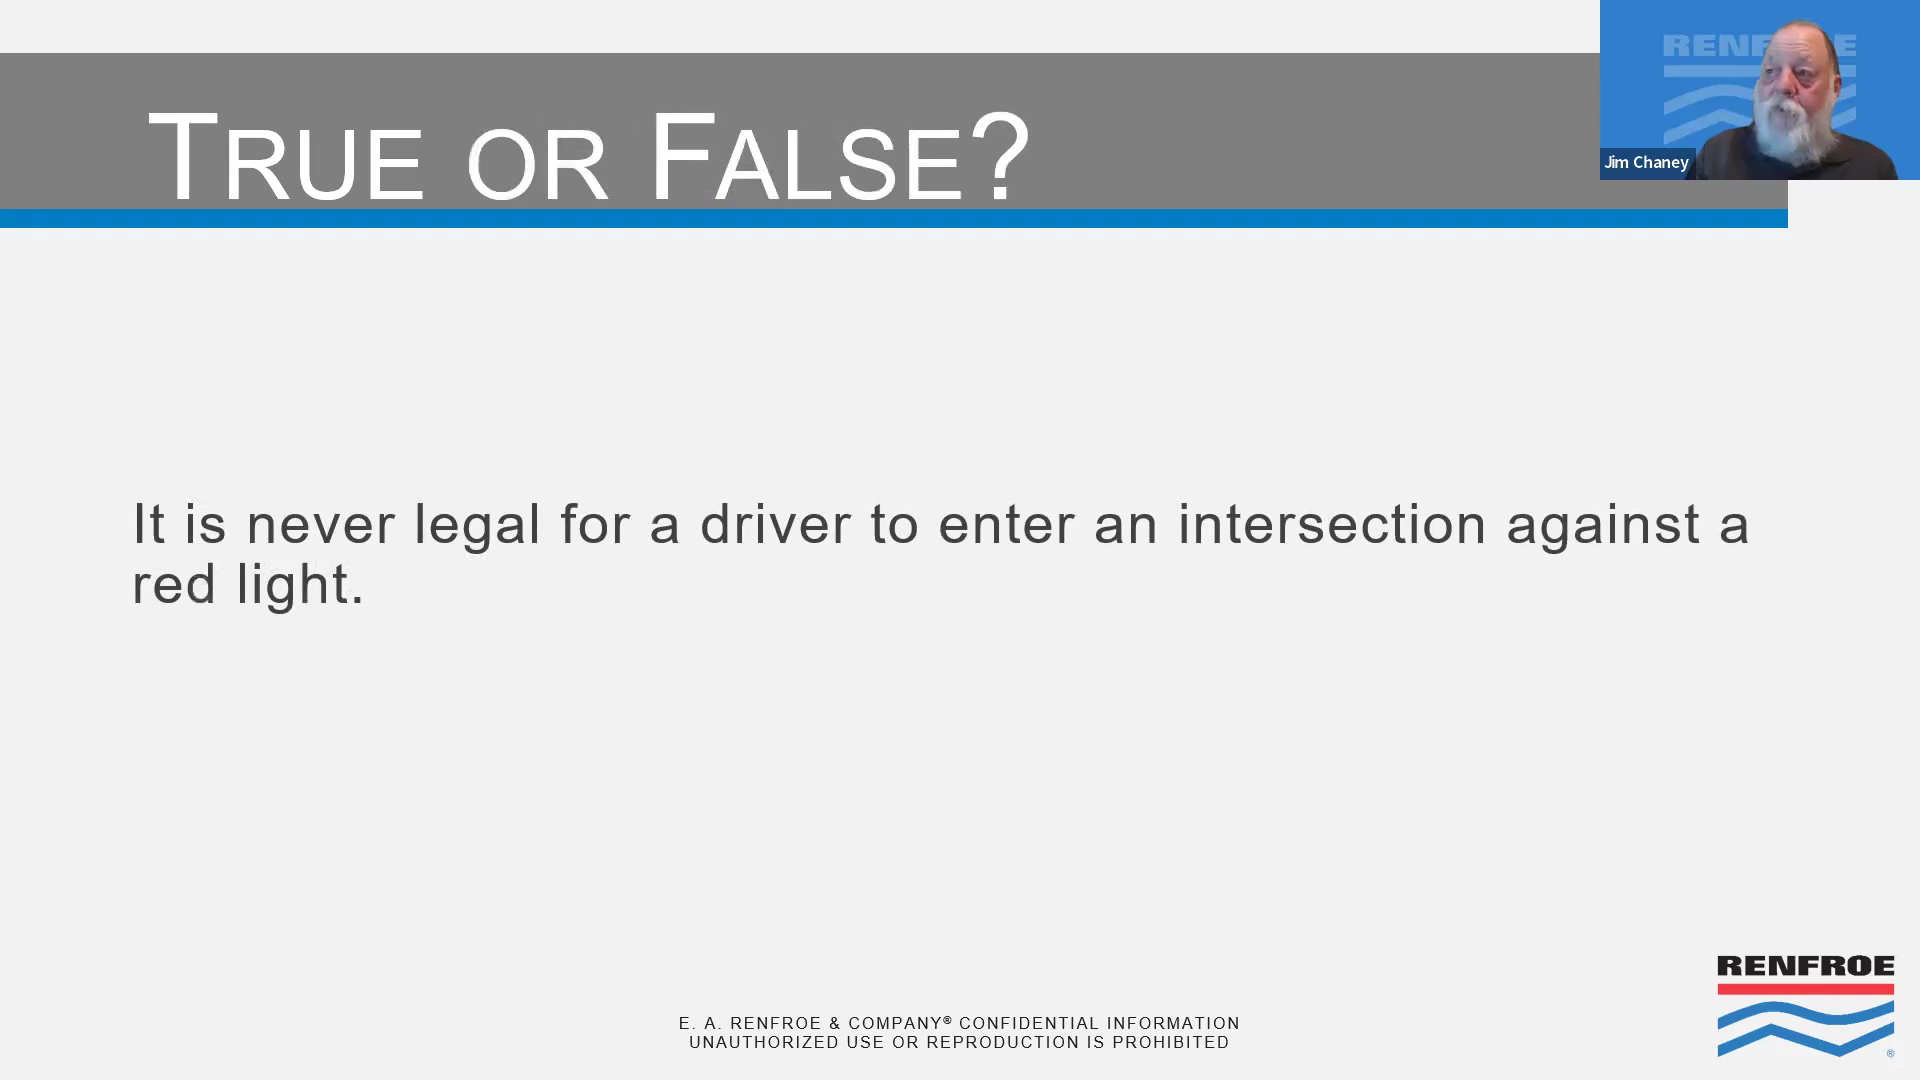 TRUE OR FALSE?
RENFROE
Jim Chaney
It is never legal for a driver to enter an intersection against a
red light.
E. A. RENFROE & COMPANY® CONFIDENTIAL INFORMATION
UNAUTHORIZED USE OR REPRODUCTION IS PROHIBITED
RENFROE
®